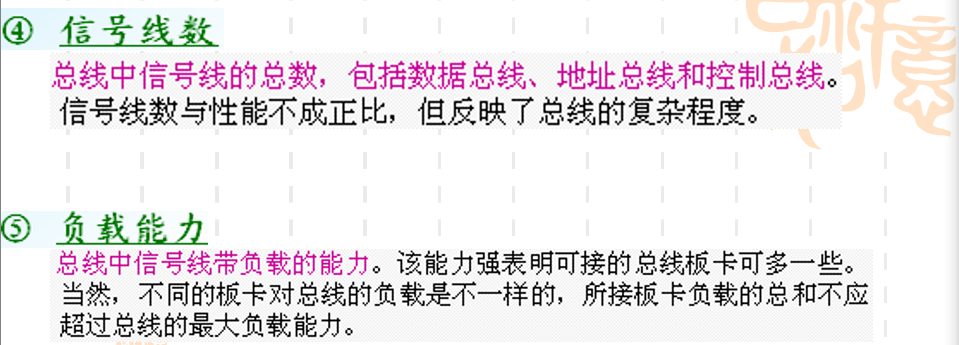 ④ 信号线数
总线中信号线的总数，包括数据总线、地址总线和控制总线。
信号线数与性能不成正比，但反映了总线的复杂程度。
⑤ 负载能力
总线中信号线带负载的能力。该能力强表明可接的总线板卡可多一些。
当然，不同的板卡对总线的负载是不一样的，所接板卡负载的总和不应
超过总线的最大负载能力。